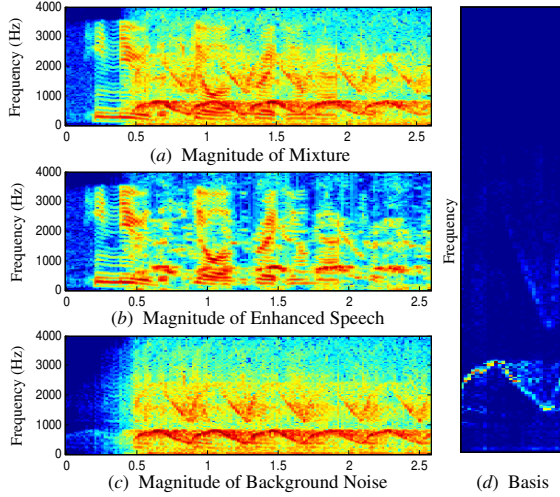 4000
3000
2000
1000
0
Frequency (Hz)
0 0.5 1 1.5 2 2.5
(a) Magnitude of Mixture
4000
3000
2000
1000
0
Frequency (Hz)
0 0.5 1 1.5 2 2.5
(b) Magnitude of Enhanced Speech
4000
3000
2000
1000
0
Frequency (Hz)
0 0.5 1 1.5 2 2.5
(c) Magnitude of Background Noise
Frequency
(d) Basis